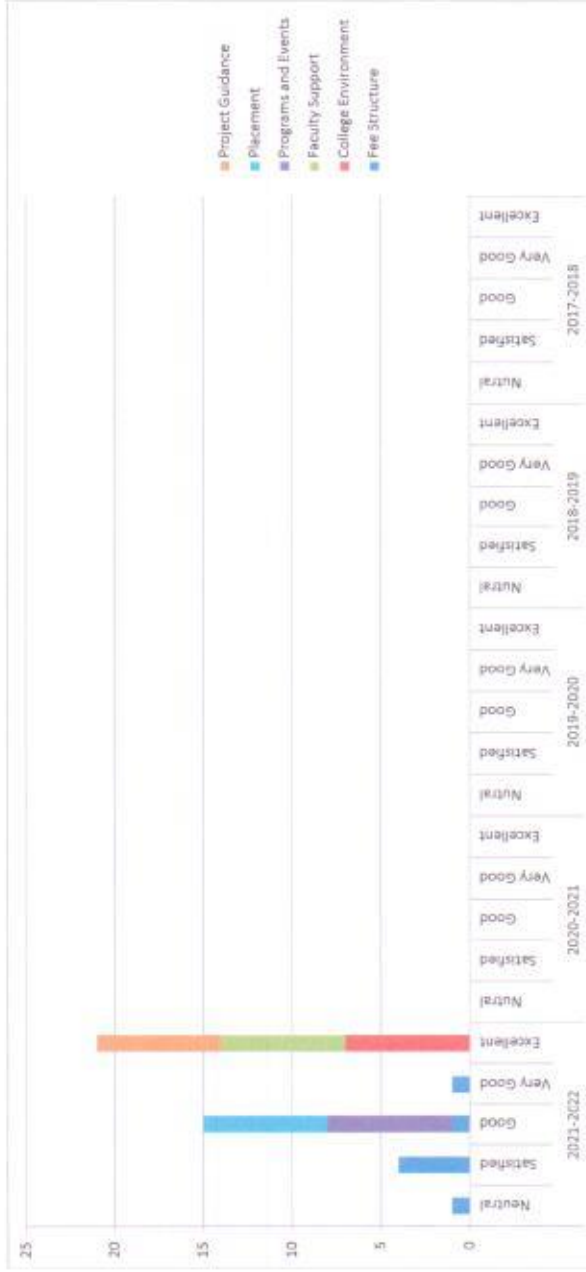 25
20
15
10
5
0
Neutral
Satisfied
Good
Very Good
Excellent
2021-2022
Nutral
Satisfied
Good
Very Good
Excellent
2020-2021
Nutral
Satisfied
Good
Very Good
Excellent
2019-2020
Nutral
Satisfied
Good
Very Good
Excellent
2018-2019
Nutral
Satisfied
Good
Very Good
Excellent
2017-2018
Project Guidance
Placement
Programs and Events
Faculty Support
College Environment
Fee Structure